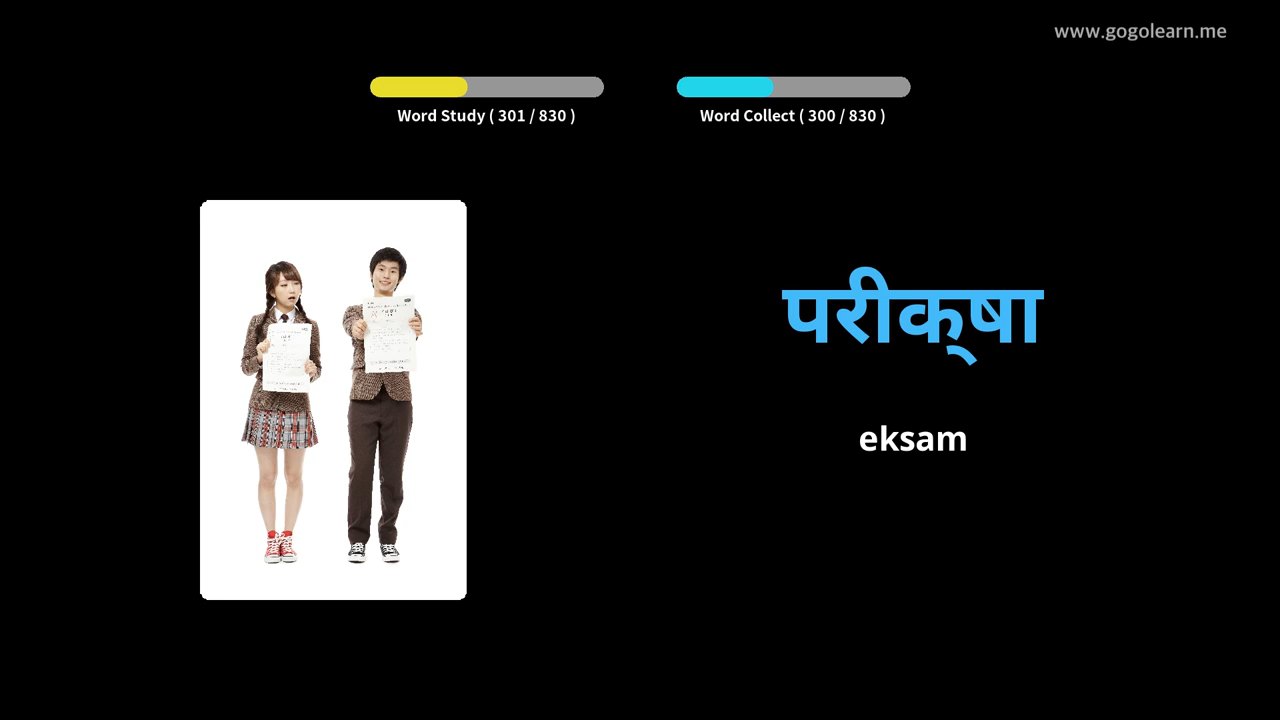 www.gogolearn.me
Word Study ( 301 / 830 )
Word Collect ( 300 / 830 )
परीक्‌षा
eksam